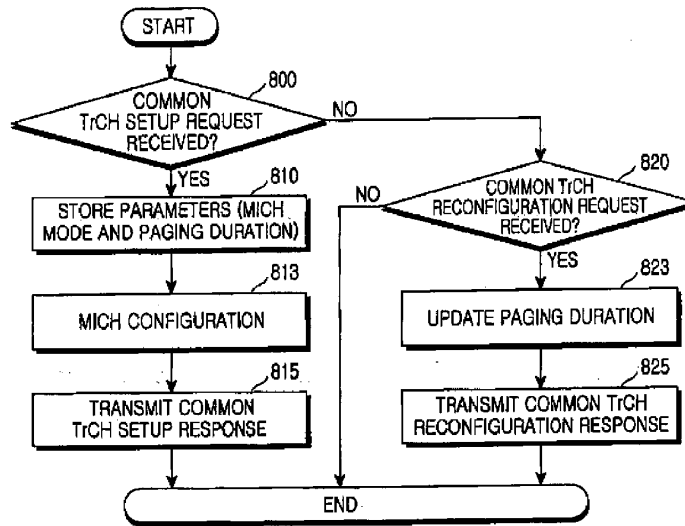 START
800
COMMON
TrCH SETUP REQUEST
RECEIVED?
NO
YES
810
STORE PARAMETERS (MICH
MODE AND PAGING DURATION)
813
MICH CONFIGURATION
815
TRANSMIT COMMON
TrCH SETUP RESPONSE
820
NO
COMMON TrCH
RECONFIGURATION REQUEST
RECEIVED?
YES
823
UPDATE PAGING DURATION
825
TRANSMIT COMMON TrCH
RECONFIGURATION RESPONSE
END